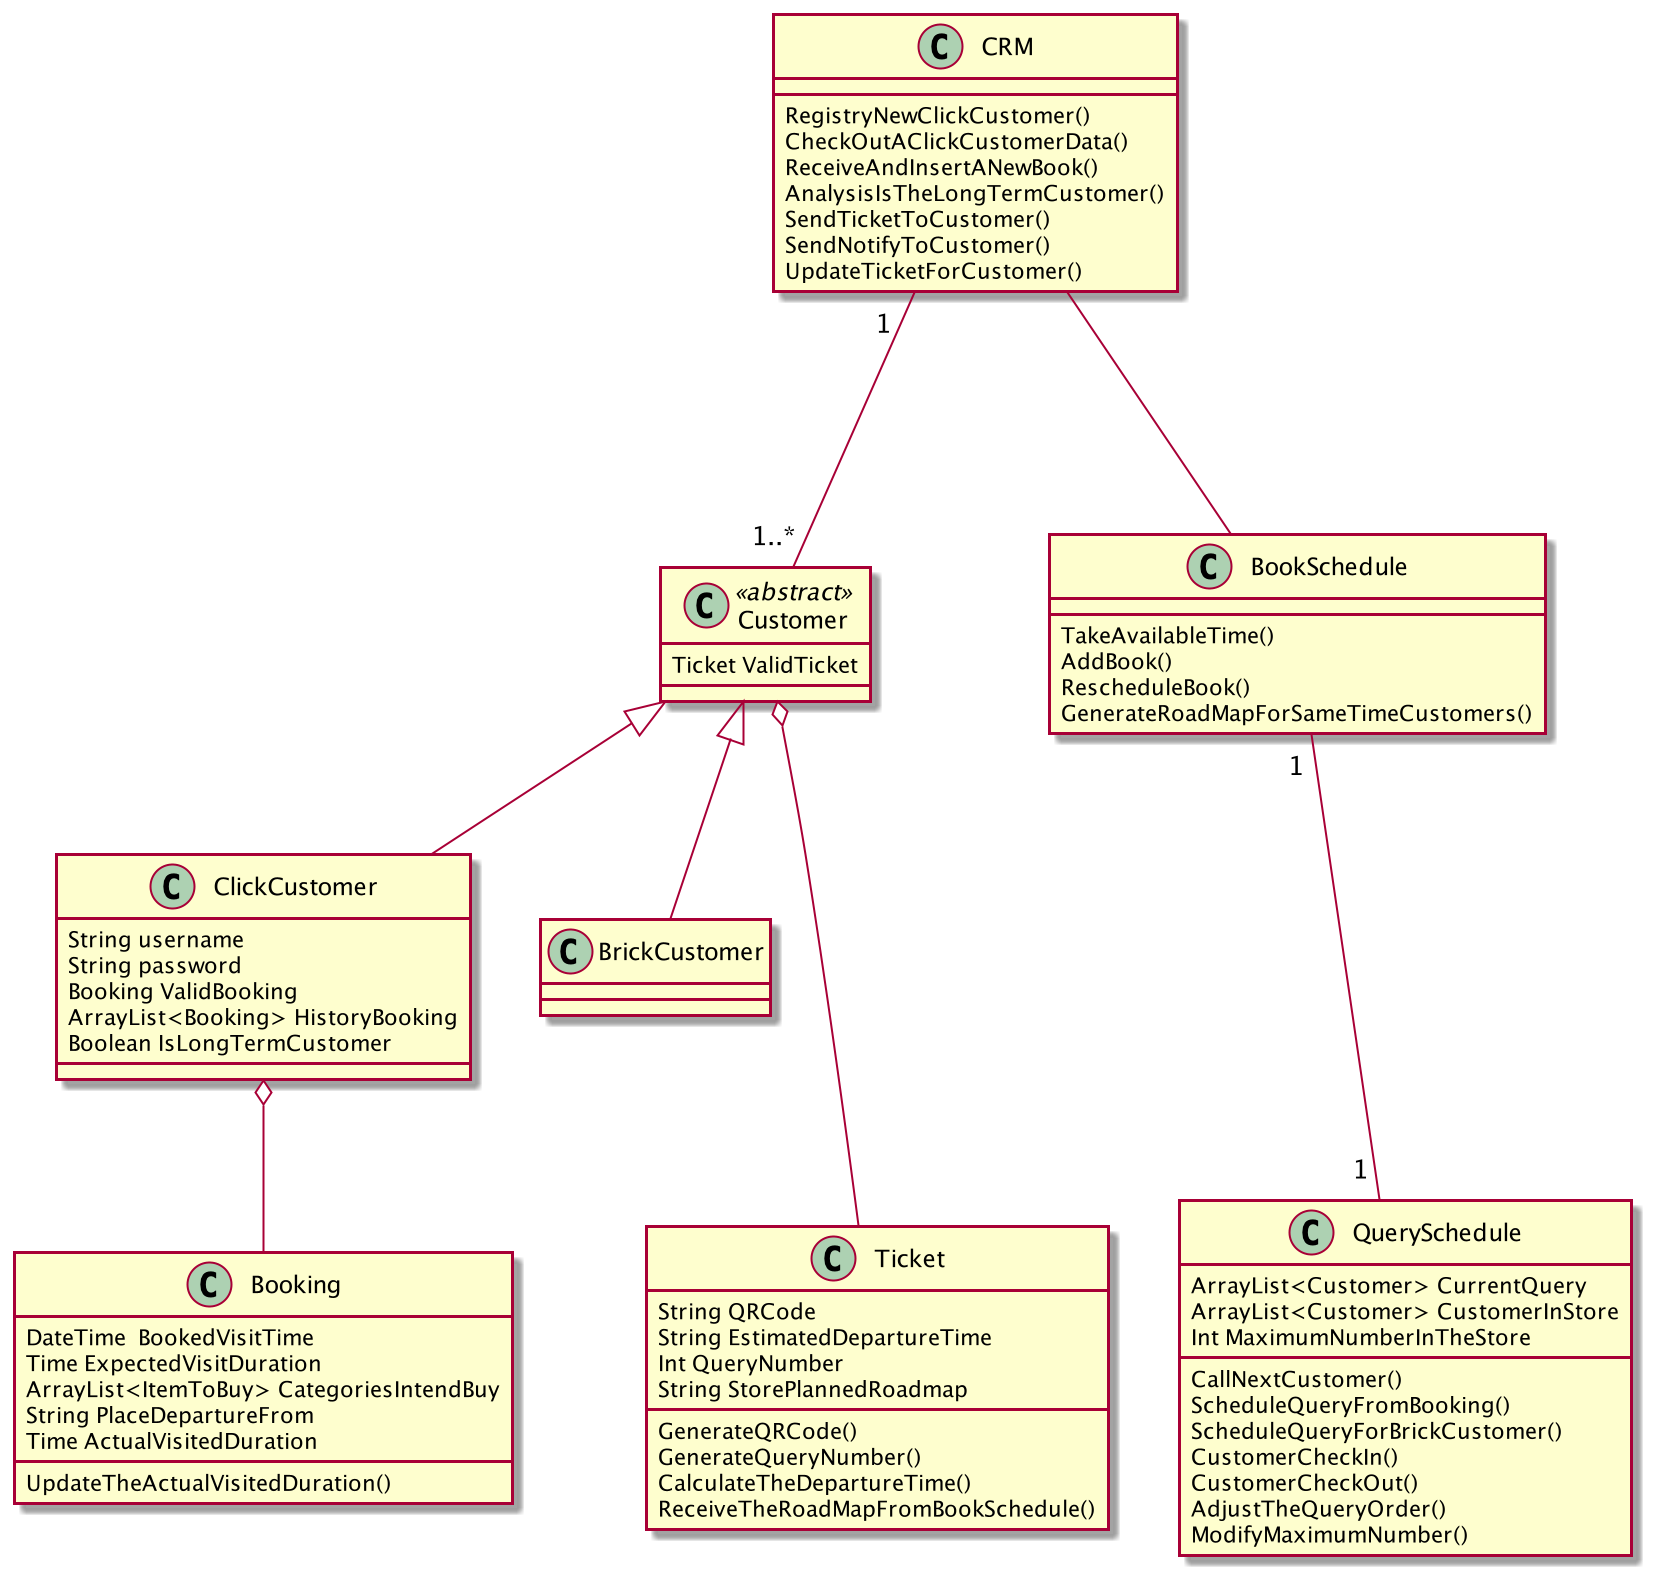 C CRM
RegistryNewClickCustomer()
CheckOutAClickCustomerData()
ReceiveAndInsertANewBook()
AnalysisIsTheLongTermCustomer()
SendTicketToCustomer()
SendNotifyToCustomer()
UpdateTicketForCustomer()
1
1..*
C «abstract»
Customer
Ticket ValidTicket
C BookSchedule
TakeAvailableTime()
AddBook()
RescheduleBook()
GenerateRoadMapForSameTimeCustomers()
1
1
C ClickCustomer
String username
String password
Booking ValidBooking
ArrayList<Booking> HistoryBooking
Boolean IsLongTermCustomer
C BrickCustomer
C Booking
DateTime  BookedVisitTime
Time ExpectedVisitDuration
ArrayList<ItemToBuy> CategoriesIntendBuy
String PlaceDepartureFrom
Time ActualVisitedDuration
UpdateTheActualVisitedDuration()
C Ticket
String QRCode
String EstimatedDepartureTime
Int QueryNumber
String StorePlannedRoadmap
GenerateQRCode()
GenerateQueryNumber()
CalculateTheDepartureTime()
ReceiveTheRoadMapFromBookSchedule()
C QuerySchedule
ArrayList<Customer> CurrentQuery
ArrayList<Customer> CustomerInStore
Int MaximumNumberInTheStore
CallNextCustomer()
ScheduleQueryFromBooking()
ScheduleQueryForBrickCustomer()
CustomerCheckIn()
CustomerCheckOut()
AdjustTheQueryOrder()
ModifyMaximumNumber()